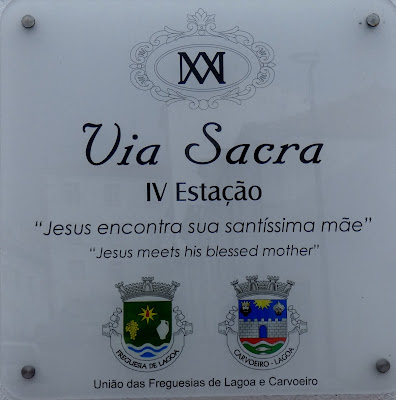 Via Sacra
IV Estação
“Jesus encontra sua santíssima mãe”
“Jesus meets his blessed mother”
FREGUESIA DE LAGOA
CARVOEIRO - LAGOA
União das Freguesias de Lagoa e Carvoeiro